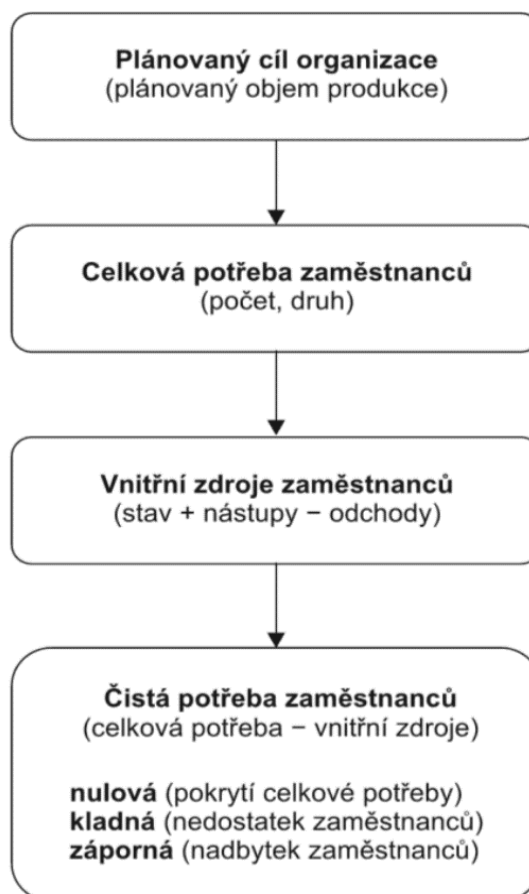 Plánovaný cíl organizace
(plánovaný objem produkce)
Celková potřeba zaměstnanců
(počet, druh)
Vnitřní zdroje zaměstnanců
(stav + nástupy − odchody)
Čistá potřeba zaměstnanců
(celková potřeba − vnitřní zdroje)
nulová (pokrytí celkové potřeby)
kladná (nedostatek zaměstnanců)
záporná (nadbytek zaměstnanců)